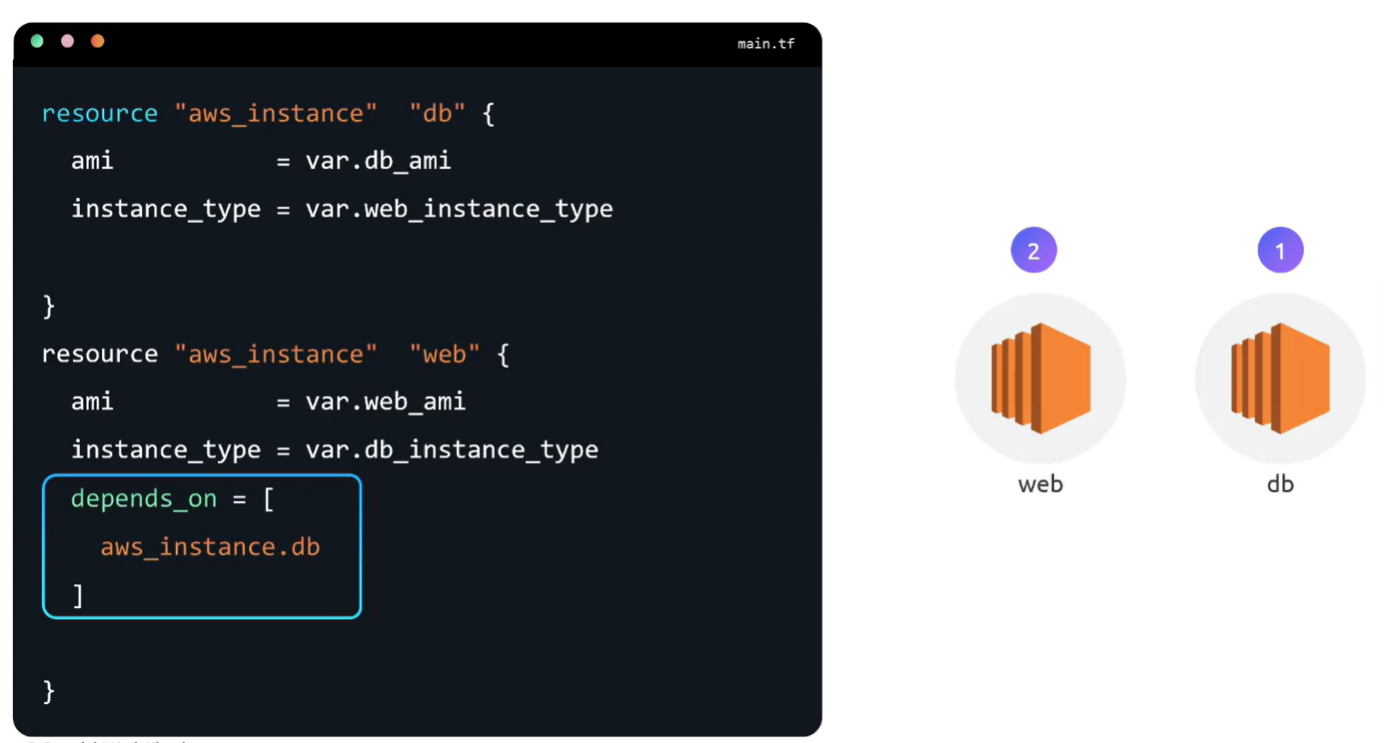 main.tf
resource "aws_instance" "db" {
ami = var.db_ami
instance_type = var.web_instance_type
}
resource "aws_instance" "web" {
ami = var.web_ami
instance_type = var.db_instance_type
depends_on = [
aws_instance.db
]
}
2 1
web db